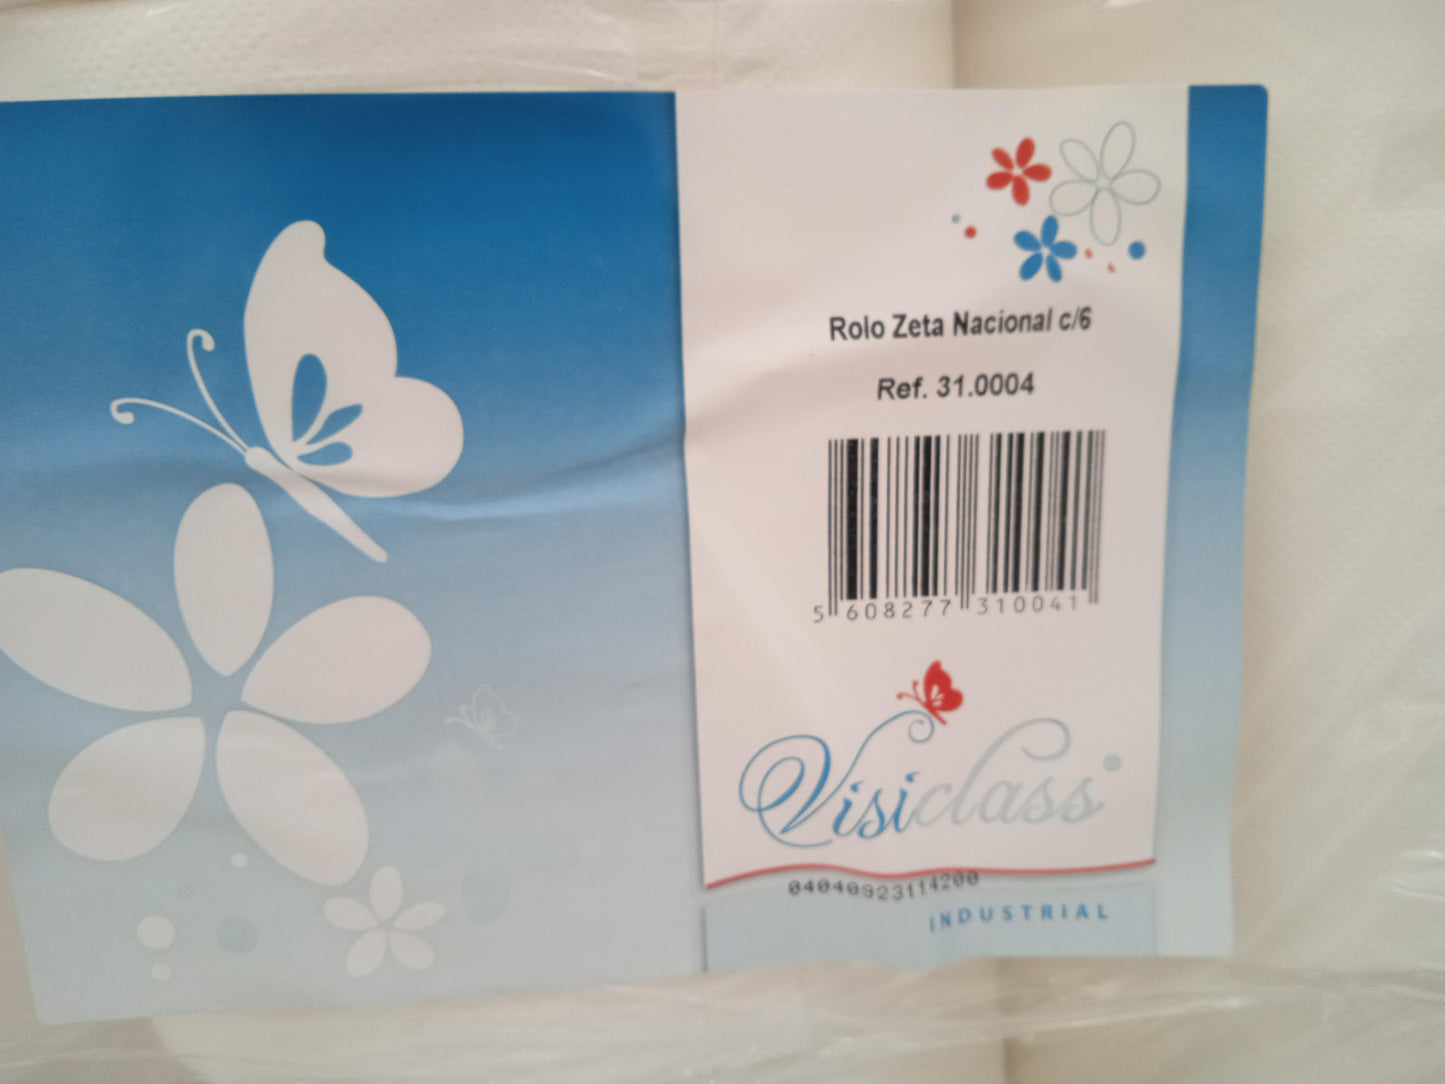 Rolo Zeta Nacional c/6
Ref. 31.0004
5 608277 310041
Visiclass®
04040923114200
INDUSTRIAL